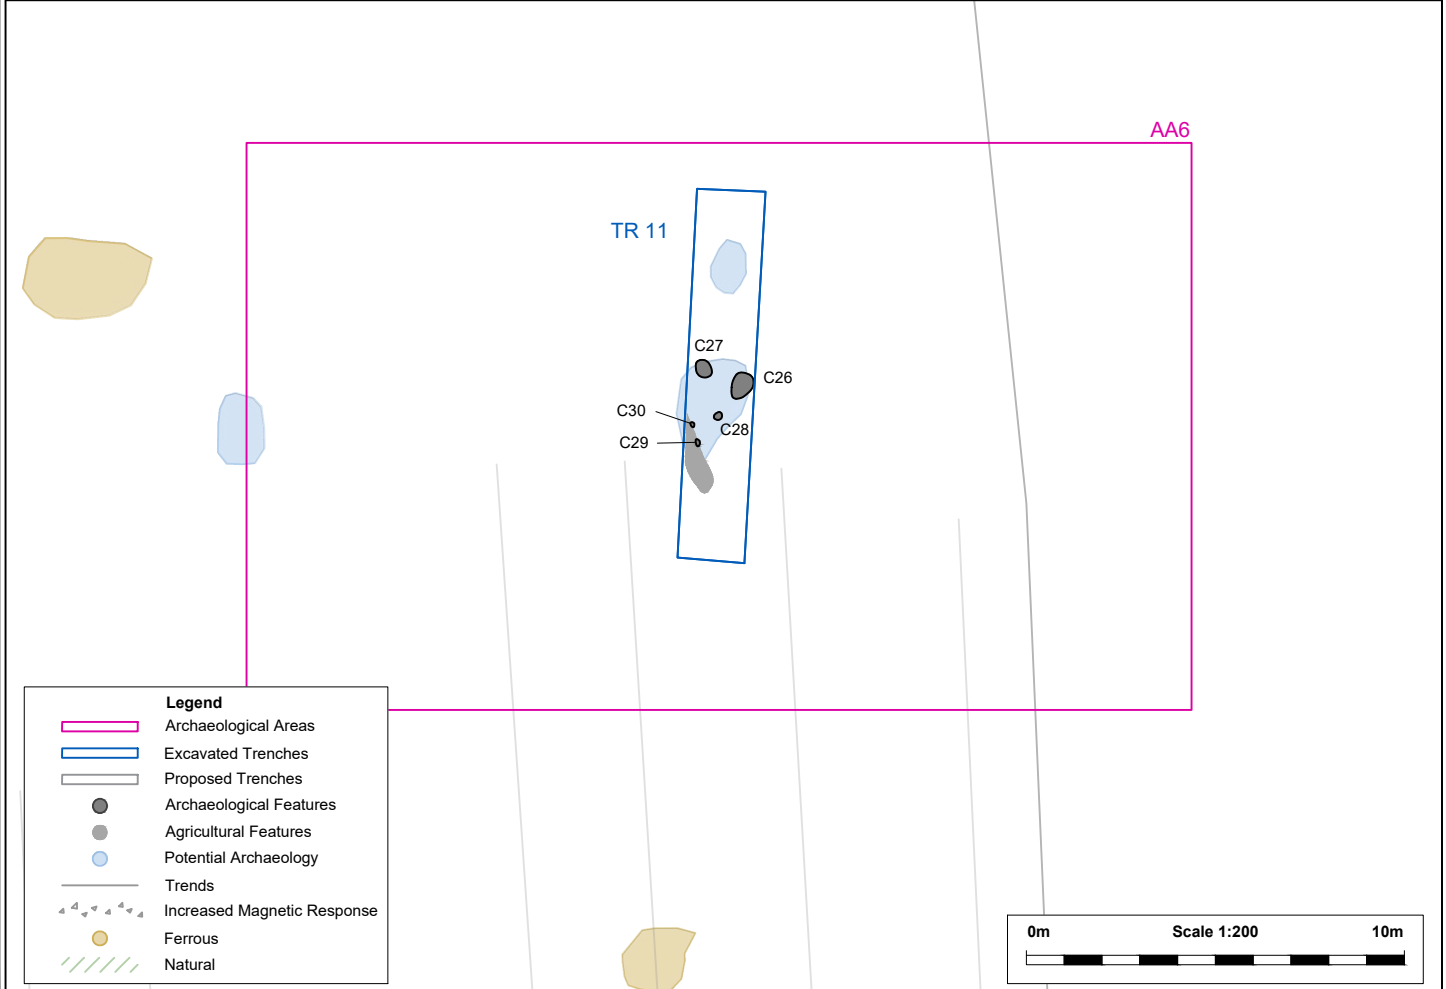 AA6
TR 11
C27
C26
C30
C28
C29
Legend
Archaeological Areas
Excavated Trenches
Proposed Trenches
Archaeological Features
Agricultural Features
Potential Archaeology
Trends
Increased Magnetic Response
Ferrous
Natural
0m Scale 1:200 10m